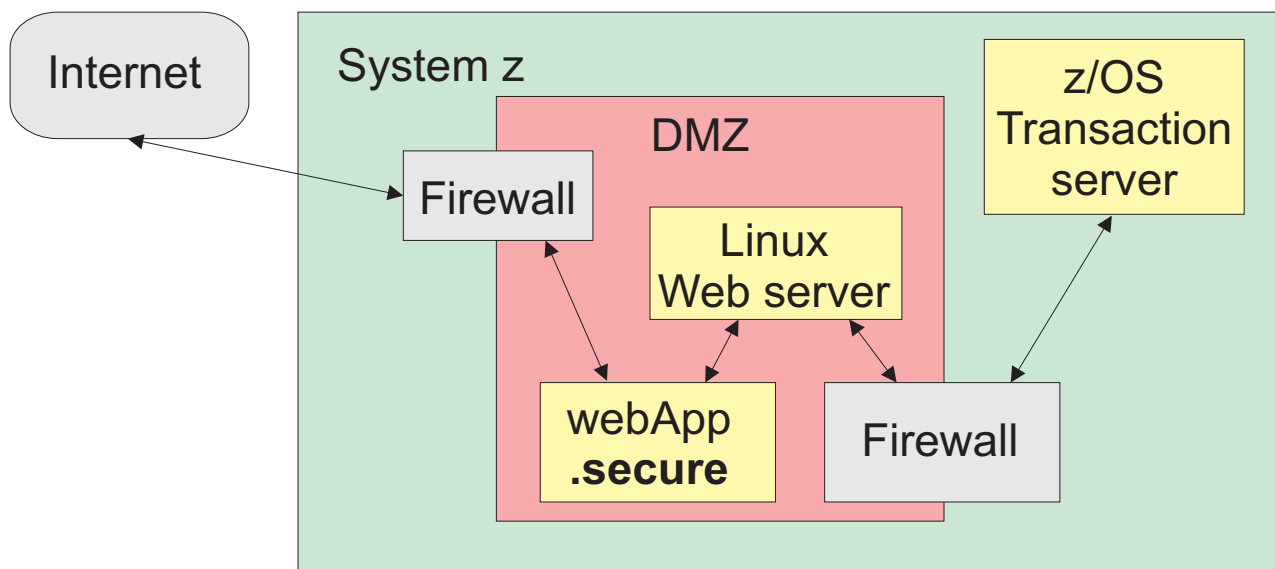 Internet
System z
DMZ
z/OS
Transaction
server
Firewall
Linux
Web server
webApp
.secure
Firewall